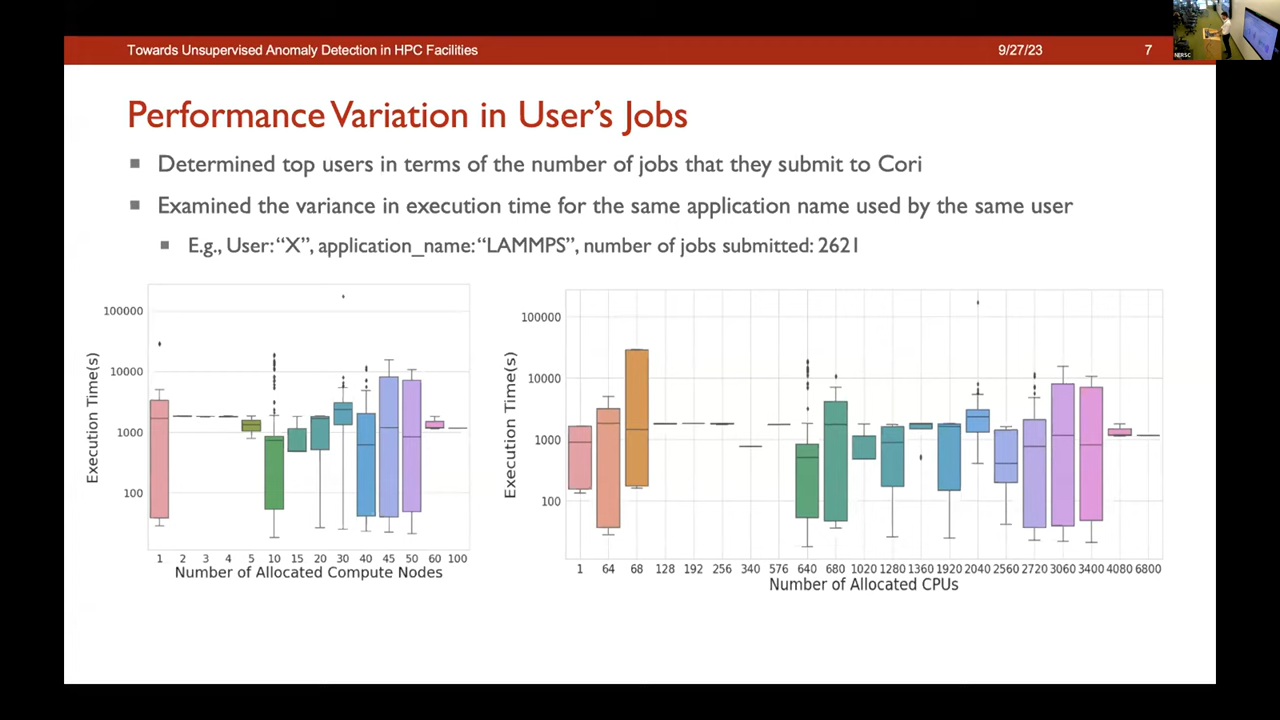 Towards Unsupervised Anomaly Detection in HPC Facilities 9/27/23 7
NERSC
Performance Variation in User's Jobs
Determined top users in terms of the number of jobs that they submit to Cori
Examined the variance in execution time for the same application name used by the same user
E.g., User: "X", application_name: "LAMMPS", number of jobs submitted: 2621
Execution Time(s)
100000
10000
1000
100
1 2 3 4 5 10 15 20 30 40 45 50 60 100
Number of Allocated Compute Nodes
Execution Time(s)
100000
10000
1000
100
1 64 68 128 192 256 340 576 640 680 1020 1280 1360 1920 2040 2560 2720 3060 3400 4080 6800
Number of Allocated CPUs